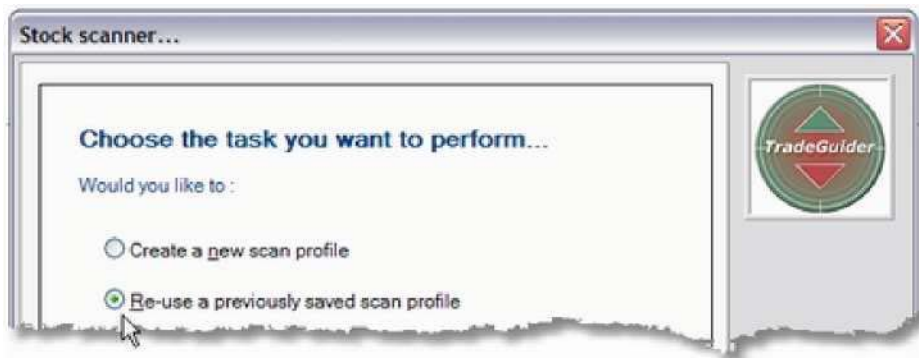 Stock scanner...
Choose the task you want to perform...
Would you like to :
Create a new scan profile
Re-use a previously saved scan profile
TradeGuider